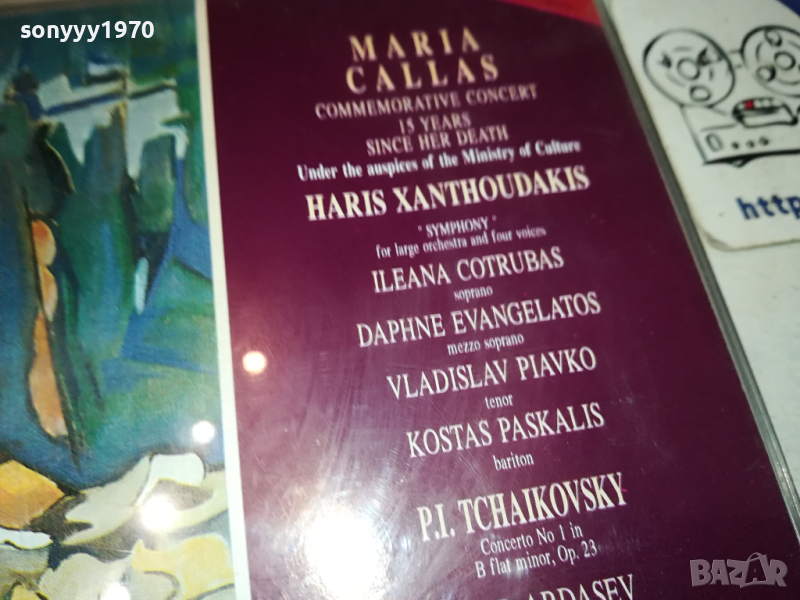 sonyyy1970
MARIA
CALLAS
COMMEMORATIVE CONCERT
15 YEARS
SINCE HER DEATH
Under the auspices of the Ministry of Culture
HARIS XANTHOUDAKIS
"SYMPHONY"
for large orchestra and four voices
ILEANA COTRUBAS
soprano
DAPHNE EVANGELATOS
mezzo soprano
VLADISLAV PIAVKO
tenor
KOSTAS PASKALIS
bariton
P.I. TCHAIKOVSKY
Concerto No 1 in
B flat minor, Op. 23
ARDASEV
http
BAZAR